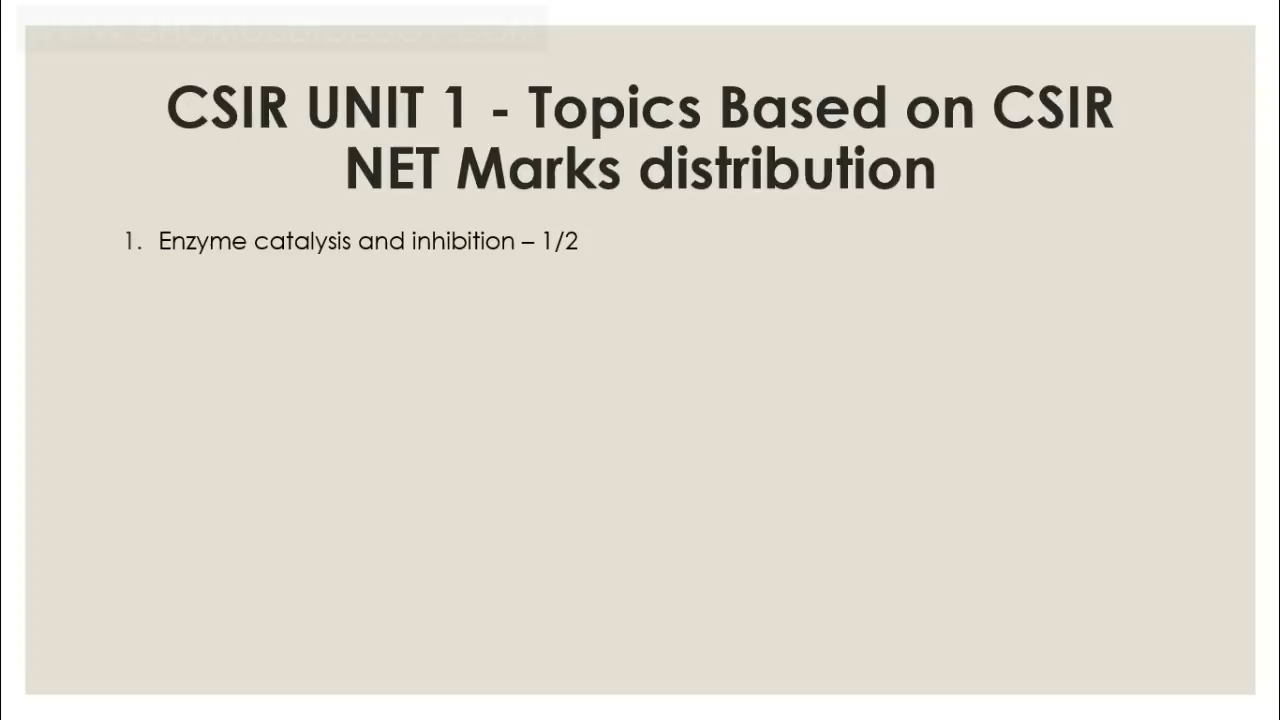 CSIR UNIT 1 - Topics Based on CSIR
NET Marks distribution
1. Enzyme catalysis and inhibition – 1/2